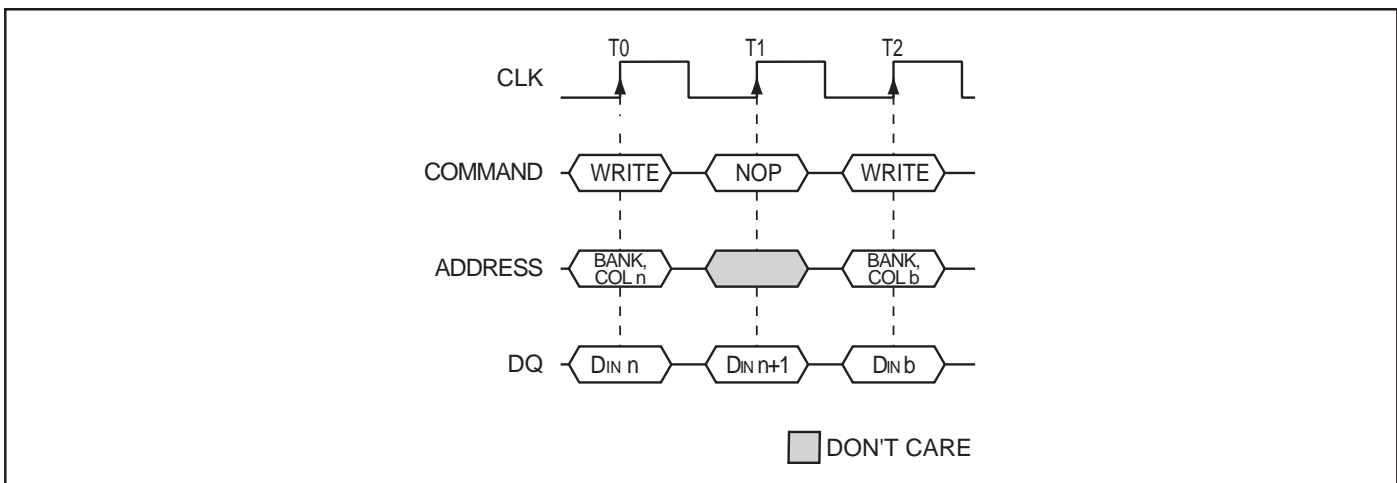 T0 T1 T2
CLK
COMMAND WRITE NOP WRITE
ADDRESS BANK, COL n BANK, COL b
DQ DIN n DIN n+1 DIN b
DON'T CARE